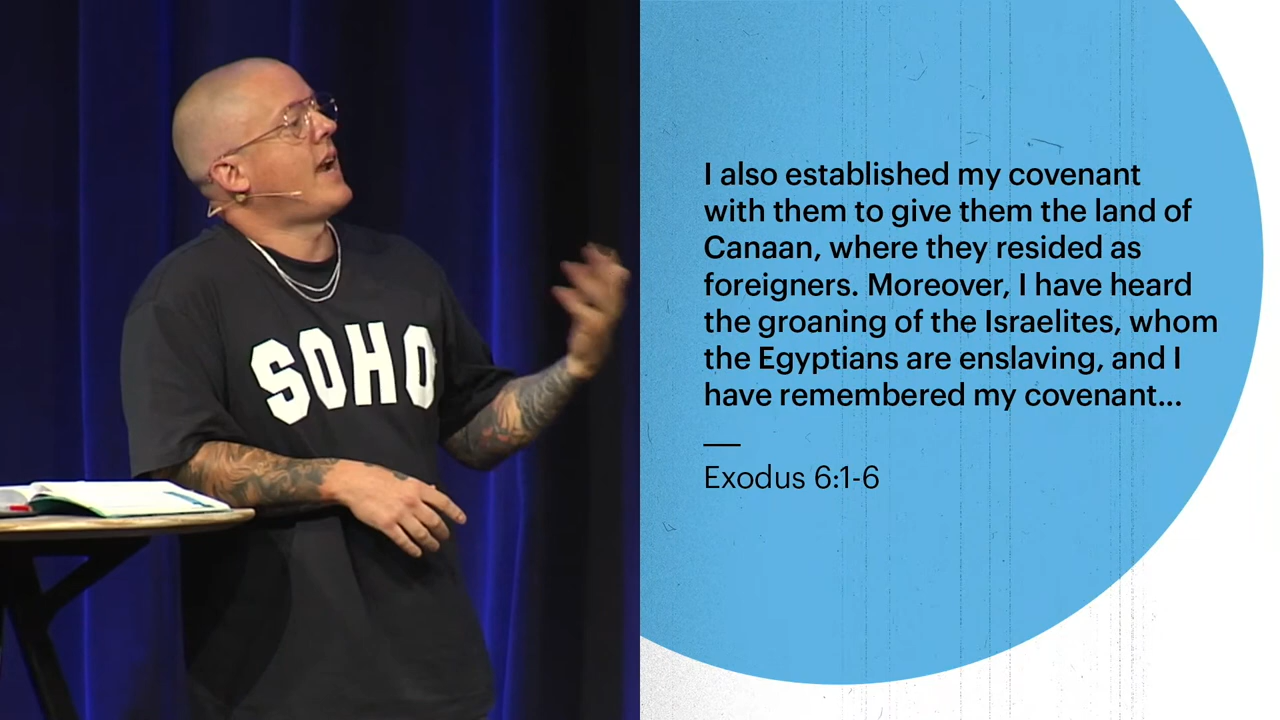 SOHO
I also established my covenant
with them to give them the land of
Canaan, where they resided as
foreigners. Moreover, I have heard
the groaning of the Israelites, whom
the Egyptians are enslaving, and I
have remembered my covenant...
Exodus 6:1-6